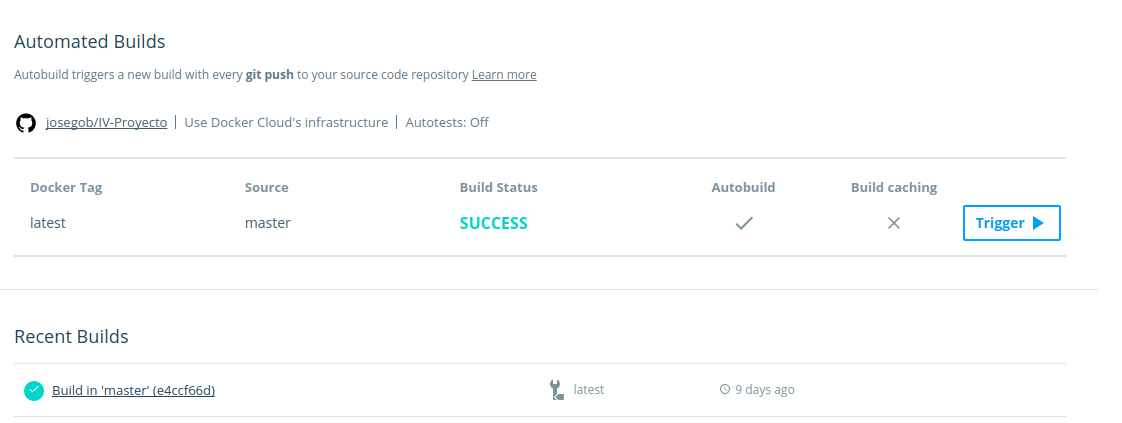 Automated Builds
Autobuild triggers a new build with every git push to your source code repository Learn more
josegob/IV-Proyecto | Use Docker Cloud's infrastructure | Autotests: Off
Docker Tag Source Build Status Autobuild Build caching
latest master SUCCESS Trigger
Recent Builds
Build in 'master' (e4ccf66d) latest 9 days ago